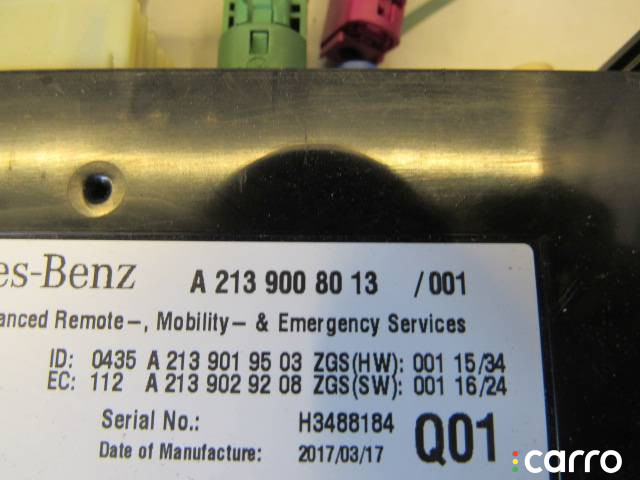 es-Benz A 213 900 80 13 /001
anced Remote-, Mobility- & Emergency Services
ID: 0435 A 213 901 95 03 ZGS(HW): 001 15/34
EC: 112 A 213 902 92 08 ZGS(SW): 001 16/24
Serial No.: H3488184 Q01
Date of Manufacture: 2017/03/17
carro